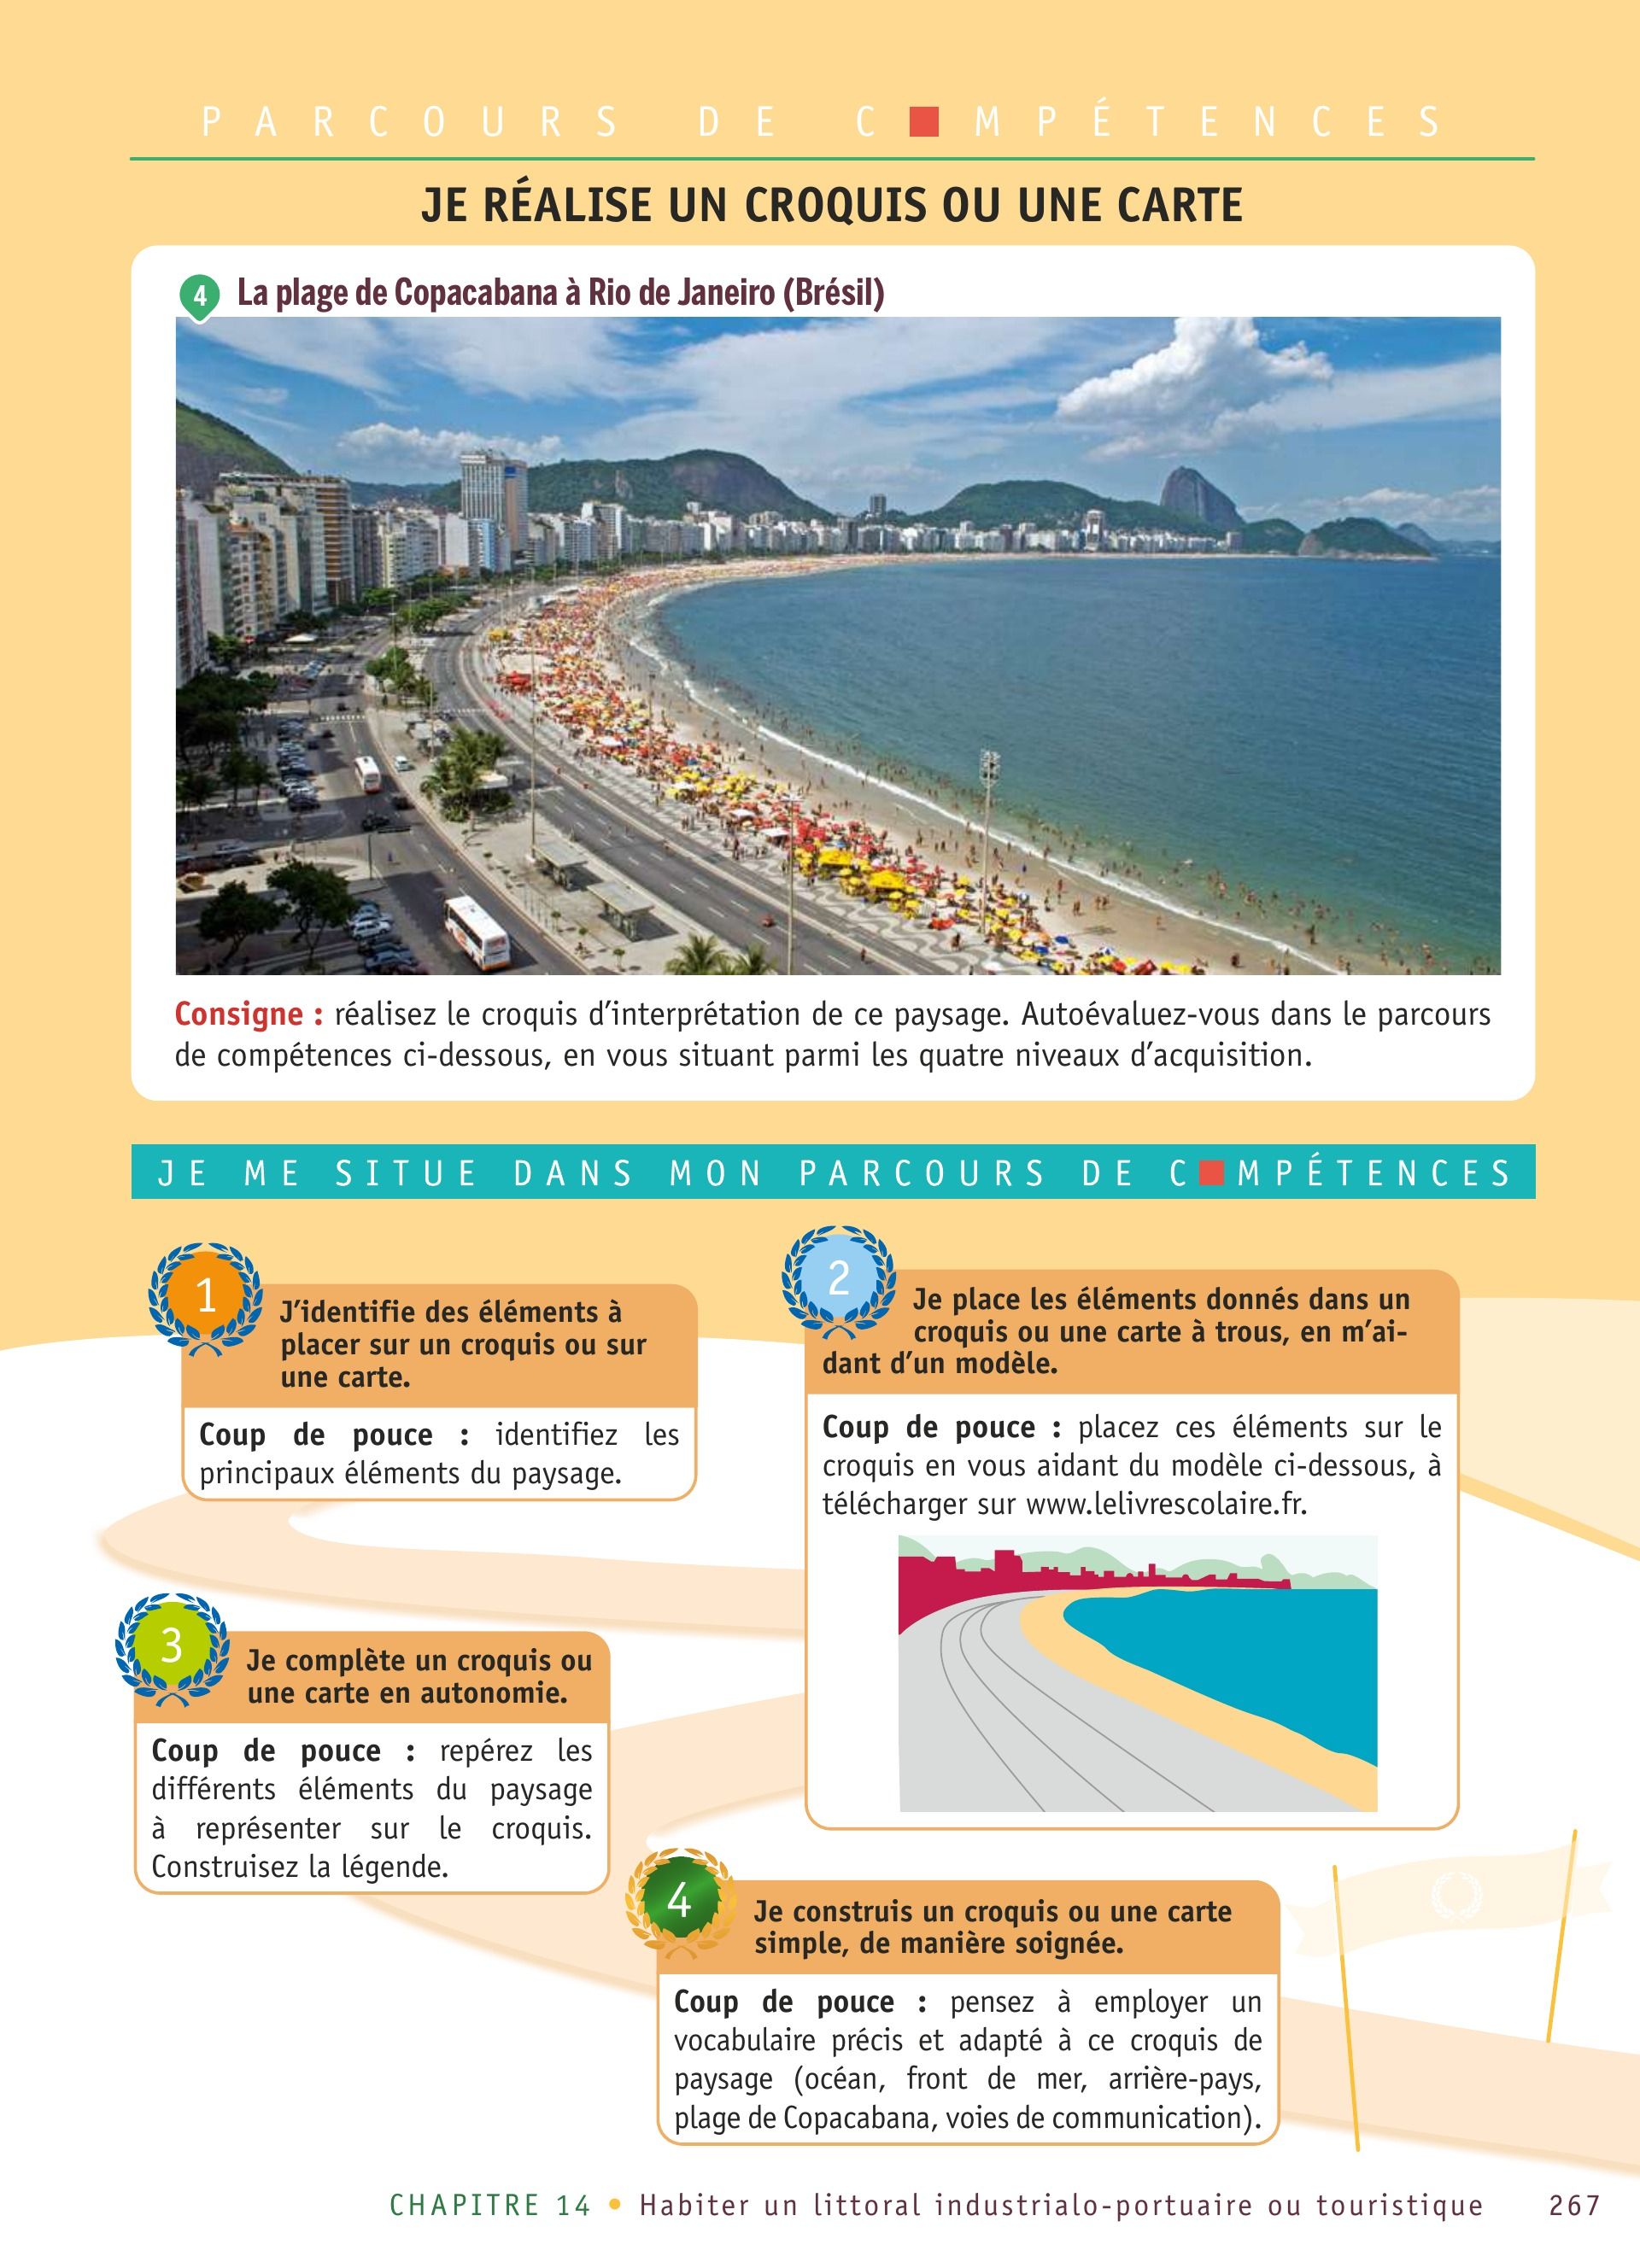 PARCOURS DE C■MPÉTENCES
JE RÉALISE UN CROQUIS OU UNE CARTE
4 La plage de Copacabana à Rio de Janeiro (Brésil)
Consigne : réalisez le croquis d’interprétation de ce paysage. Autoévaluez-vous dans le parcours
de compétences ci-dessous, en vous situant parmi les quatre niveaux d’acquisition.
JE ME SITUE DANS MON PARCOURS DE C■MPÉTENCES
1
J’identifie des éléments à
placer sur un croquis ou sur
une carte.
Coup de pouce : identifiez les
principaux éléments du paysage.
2
Je place les éléments donnés dans un
croquis ou une carte à trous, en m’ai-
dant d’un modèle.
Coup de pouce : placez ces éléments sur le
croquis en vous aidant du modèle ci-dessous, à
télécharger sur www.lelivrescolaire.fr.
3
Je complète un croquis ou
une carte en autonomie.
Coup de pouce : repérez les
différents éléments du paysage
à représenter sur le croquis.
Construisez la légende.
4
Je construis un croquis ou une carte
simple, de manière soignée.
Coup de pouce : pensez à employer un
vocabulaire précis et adapté à ce croquis de
paysage (océan, front de mer, arrière-pays,
plage de Copacabana, voies de communication).
CHAPITRE 14 • Habiter un littoral industrialo-portuaire ou touristique 267